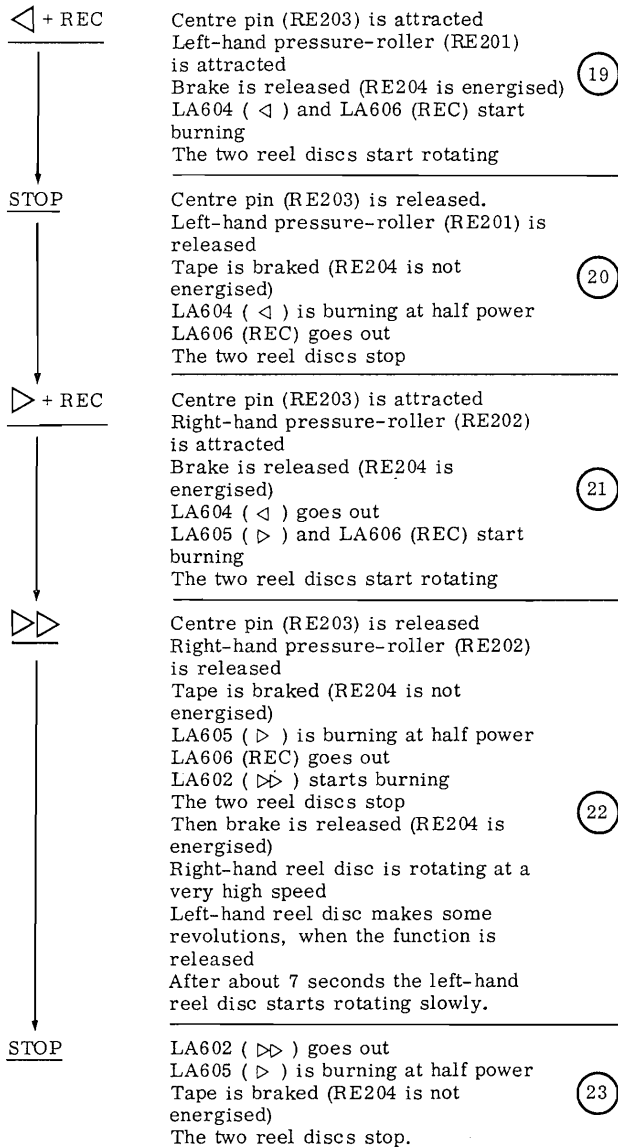 ◁ + REC
Centre pin (RE203) is attracted
Left-hand pressure-roller (RE201)
is attracted
Brake is released (RE204 is energised)
LA604 ( ◁ ) and LA606 (REC) start
burning
The two reel discs start rotating
19
STOP
Centre pin (RE203) is released.
Left-hand pressure-roller (RE201) is
released
Tape is braked (RE204 is not
energised)
LA604 ( ◁ ) is burning at half power
LA606 (REC) goes out
The two reel discs stop
20
▷ + REC
Centre pin (RE203) is attracted
Right-hand pressure-roller (RE202)
is attracted
Brake is released (RE204 is
energised)
LA604 ( ◁ ) goes out
LA605 ( ▷ ) and LA606 (REC) start
burning
The two reel discs start rotating
21
▷▷
Centre pin (RE203) is released
Right-hand pressure-roller (RE202)
is released
Tape is braked (RE204 is not
energised)
LA605 ( ▷ ) is burning at half power
LA606 (REC) goes out
LA602 ( ▷▷ ) starts burning
The two reel discs stop
Then brake is released (RE204 is
energised)
Right-hand reel disc is rotating at a
very high speed
Left-hand reel disc makes some
revolutions, when the function is
released
After about 7 seconds the left-hand
reel disc starts rotating slowly.
22
STOP
LA602 ( ▷▷ ) goes out
LA605 ( ▷ ) is burning at half power
Tape is braked (RE204 is not
energised)
The two reel discs stop.
23